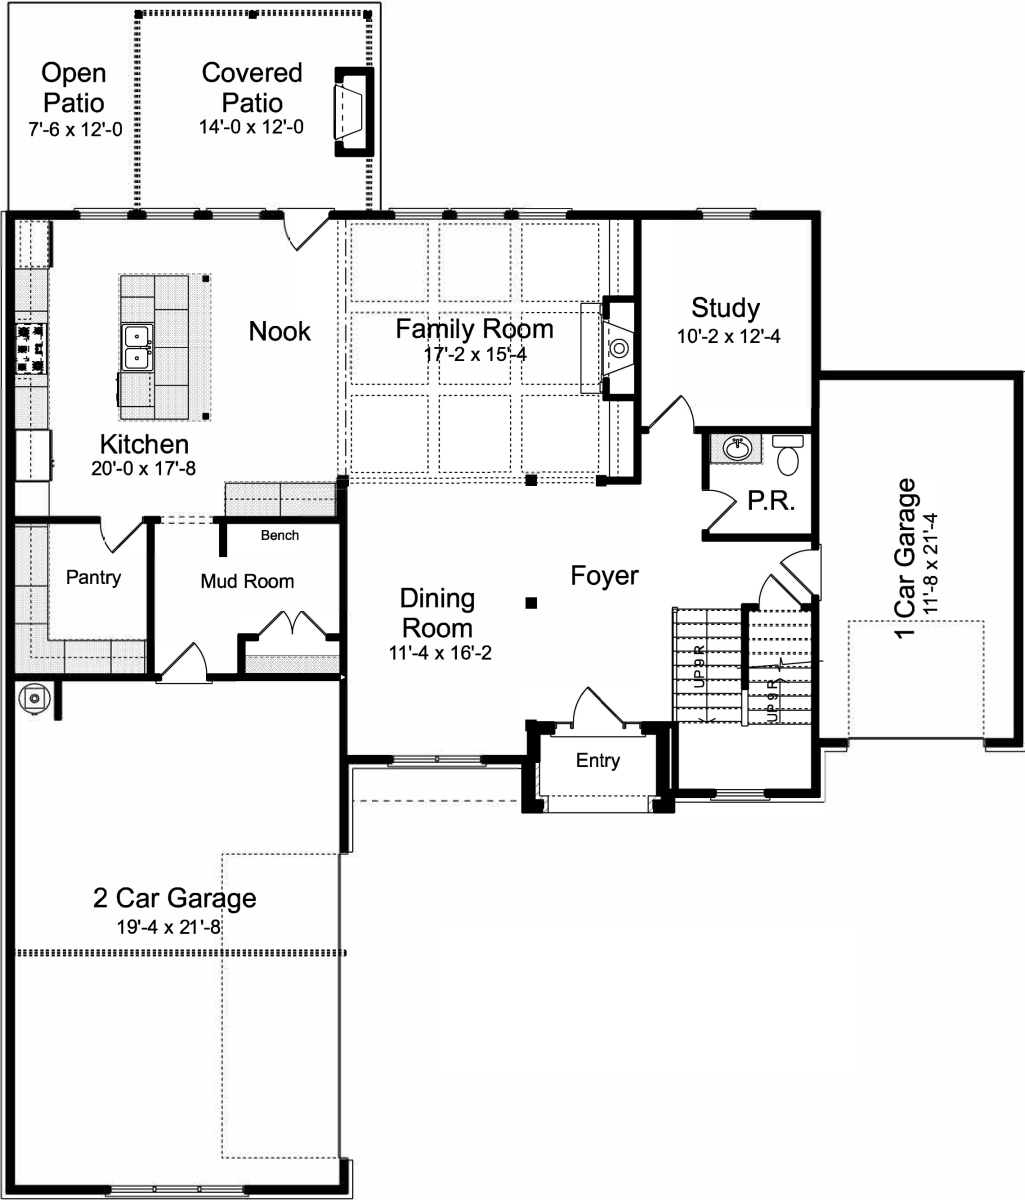 Open
Patio
7'-6 x 12'-0
Covered
Patio
14'-0 x 12'-0
Nook
Family Room
17'-2 x 15'-4
Study
10'-2 x 12'-4
Kitchen
20'-0 x 17'-8
P.R.
1 Car Garage
11'-8 x 21'-4
Bench
Pantry
Mud Room
Foyer
Dining
Room
11'-4 x 16'-2
UP 9 R
UP 9 R
Entry
2 Car Garage
19'-4 x 21'-8